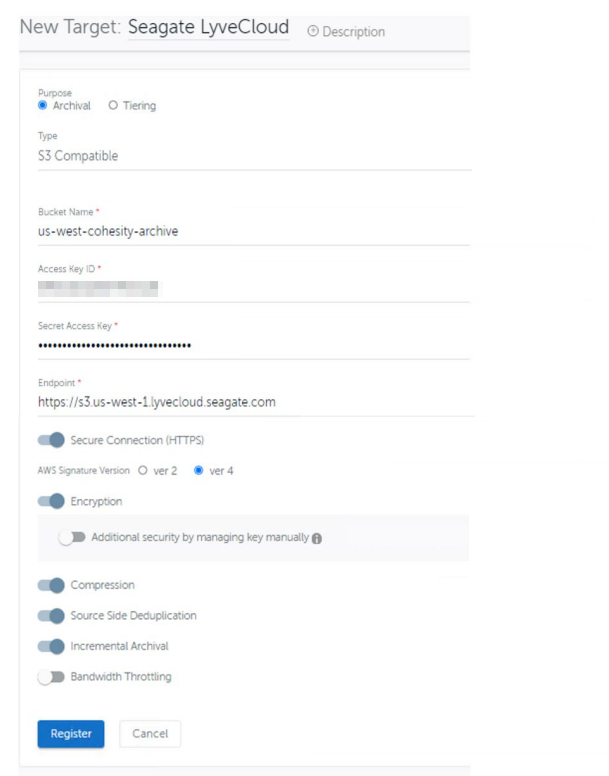 New Target: Seagate LyveCloud Description
Purpose
Archival Tiering
Type
S3 Compatible
Bucket Name *
us-west-cohesity-archive
Access Key ID *
Secret Access Key *
••••••••••••••••••••••••••••••••
Endpoint *
https://s3.us-west-1.lyvecloud.seagate.com
Secure Connection (HTTPS)
AWS Signature Version ver 2 ver 4
Encryption
Additional security by managing key manually
Compression
Source Side Deduplication
Incremental Archival
Bandwidth Throttling
Register Cancel